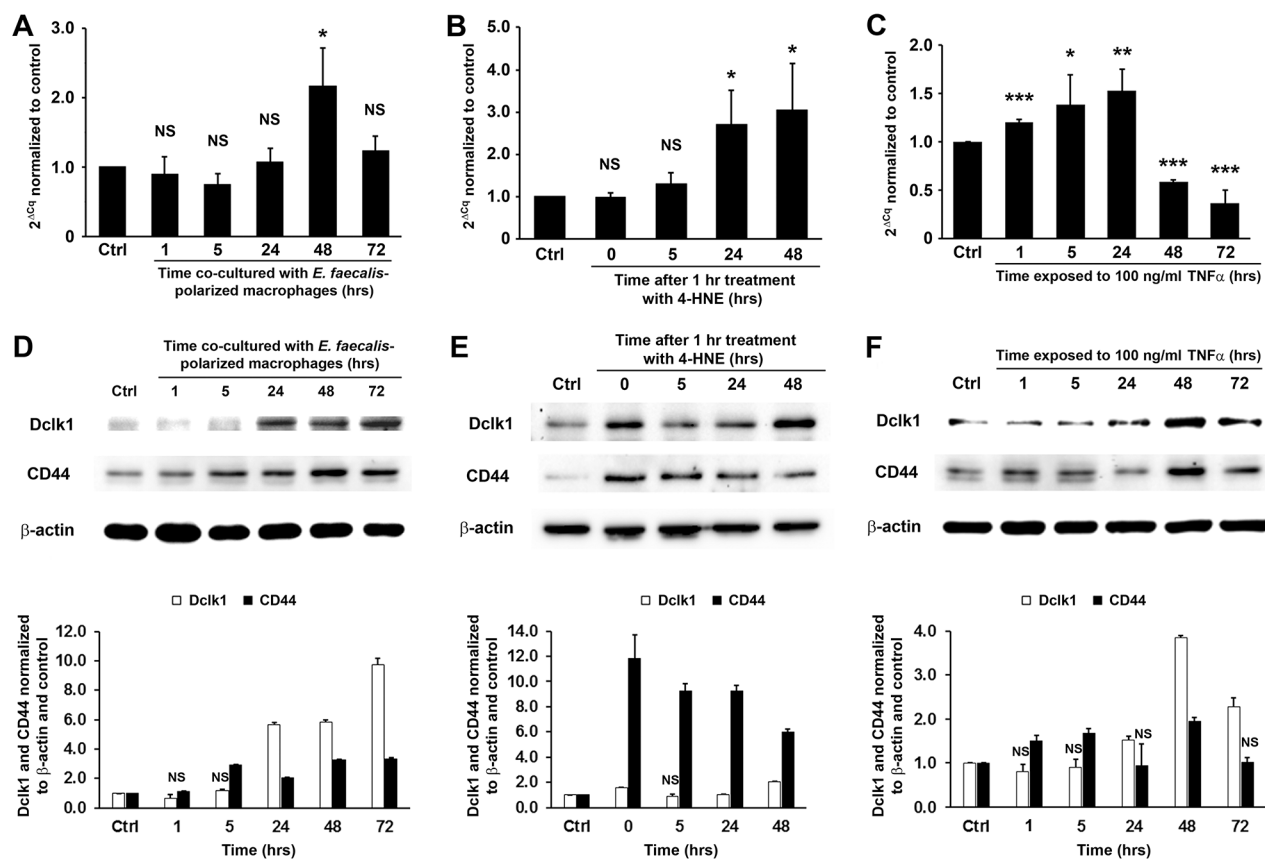 A
2^ΔCq normalized to control
3.0
2.0
1.0
0
NS
NS
NS
*
NS
Ctrl 1 5 24 48 72
Time co-cultured with E. faecalis-
polarized macrophages (hrs)
B
2^ΔCq normalized to control
5.0
4.0
3.0
2.0
1.0
0
NS
NS
*
*
Ctrl 0 5 24 48
Time after 1 hr treatment
with 4-HNE (hrs)
C
2^ΔCq normalized to control
2.0
1.5
1.0
0.5
0
***
*
**
***
***
Ctrl 1 5 24 48 72
Time exposed to 100 ng/ml TNFα (hrs)
D
Time co-cultured with E. faecalis-
polarized macrophages (hrs)
Ctrl 1 5 24 48 72
Dclk1
CD44
β-actin
Dclk1 CD44
Dclk1 and CD44 normalized
to β-actin and control
12.0
10.0
8.0
6.0
4.0
2.0
0.0
NS
NS
Ctrl 1 5 24 48 72
Time (hrs)
E
Time after 1 hr treatment
with 4-HNE (hrs)
Ctrl 0 5 24 48
Dclk1
CD44
β-actin
Dclk1 CD44
Dclk1 and CD44 normalized
to β-actin and control
14.0
12.0
10.0
8.0
6.0
4.0
2.0
0.0
NS
Ctrl 0 5 24 48
Time (hrs)
F
Time exposed to 100 ng/ml TNFα (hrs)
Ctrl 1 5 24 48 72
Dclk1
CD44
β-actin
Dclk1 CD44
Dclk1 and CD44 normalized
to β-actin and control
4.0
3.0
2.0
1.0
0.0
NS
NS
NS
NS
Ctrl 1 5 24 48 72
Time (hrs)